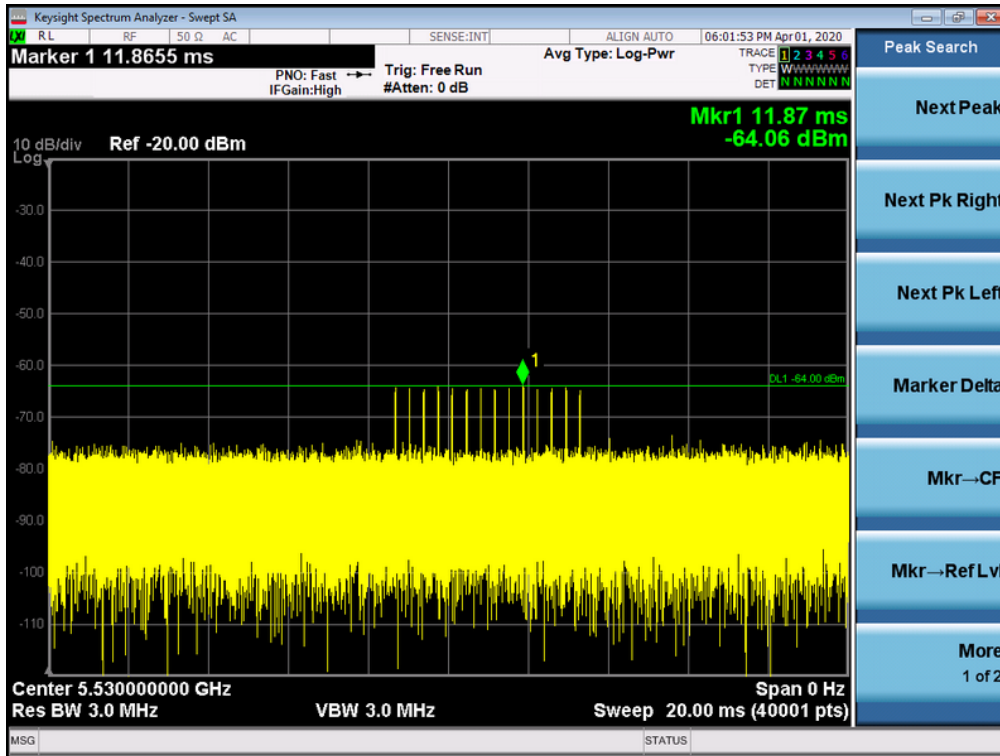 Keysight Spectrum Analyzer - Swept SA
LXI RL RF 50 Ω AC SENSE:INT ALIGN AUTO 06:01:53 PM Apr 01, 2020
Marker 1 11.8655 ms
PNO: Fast
IFGain:High
Trig: Free Run
#Atten: 0 dB
Avg Type: Log-Pwr
TRACE 1 2 3 4 5 6
TYPE WWWWWW
DET N N N N N N
Mkr1 11.87 ms
-64.06 dBm
10 dB/div Ref -20.00 dBm
Log
-30.0
-40.0
-50.0
-60.0
1
DL1 -64.00 dBm
-70.0
-80.0
-90.0
-100
-110
Center 5.530000000 GHz Span 0 Hz
Res BW 3.0 MHz VBW 3.0 MHz Sweep 20.00 ms (40001 pts)
MSG STATUS
Peak Search
Next Peak
Next Pk Right
Next Pk Left
Marker Delta
Mkr→CF
Mkr→Ref Lvl
More
1 of 2